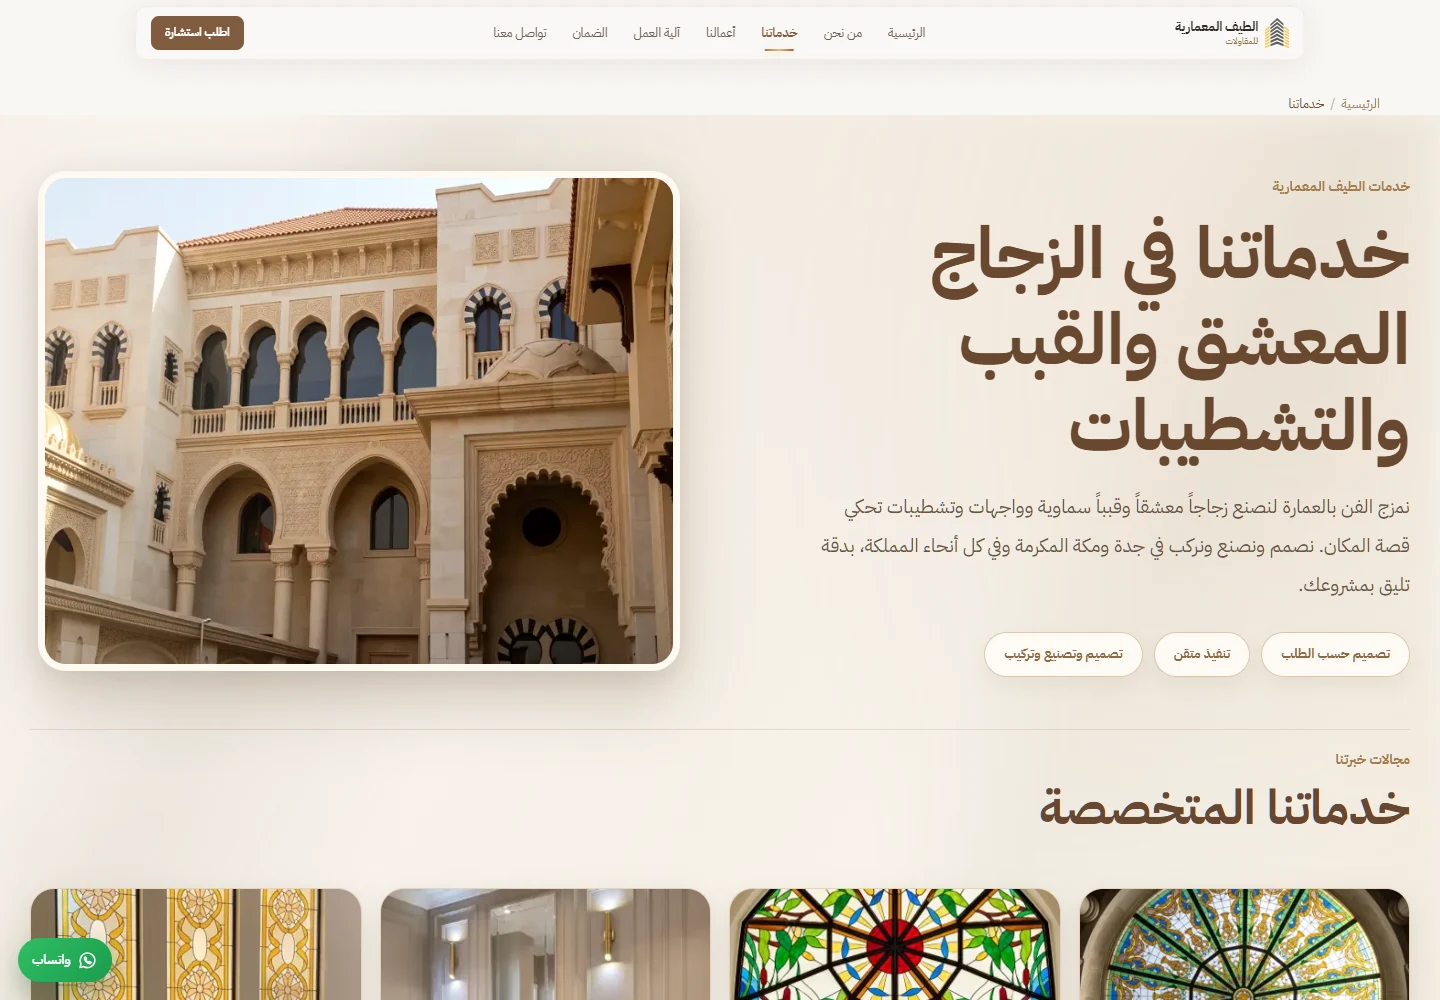 الطيف المعمارية
للمقاولات
الرئيسية
من نحن
خدماتنا
أعمالنا
آلية العمل
الضمان
تواصل معنا
اطلب استشارة
الرئيسية / خدماتنا
خدمات الطيف المعمارية
خدماتنا في الزجاج
المعشق والقبب
والتشطيبات
نمزج الفن بالعمارة لنصنع زجاجاً معشقاً وقبباً سماوية وواجهات وتشطيبات تحكي
قصة المكان. نصمم ونصنع ونركب في جدة ومكة المكرمة وفي كل أنحاء المملكة، بدقة
تليق بمشروعك.
تصميم حسب الطلب
تنفيذ متقن
تصميم وتصنيع وتركيب
مجالات خبرتنا
خدماتنا المتخصصة
واتساب